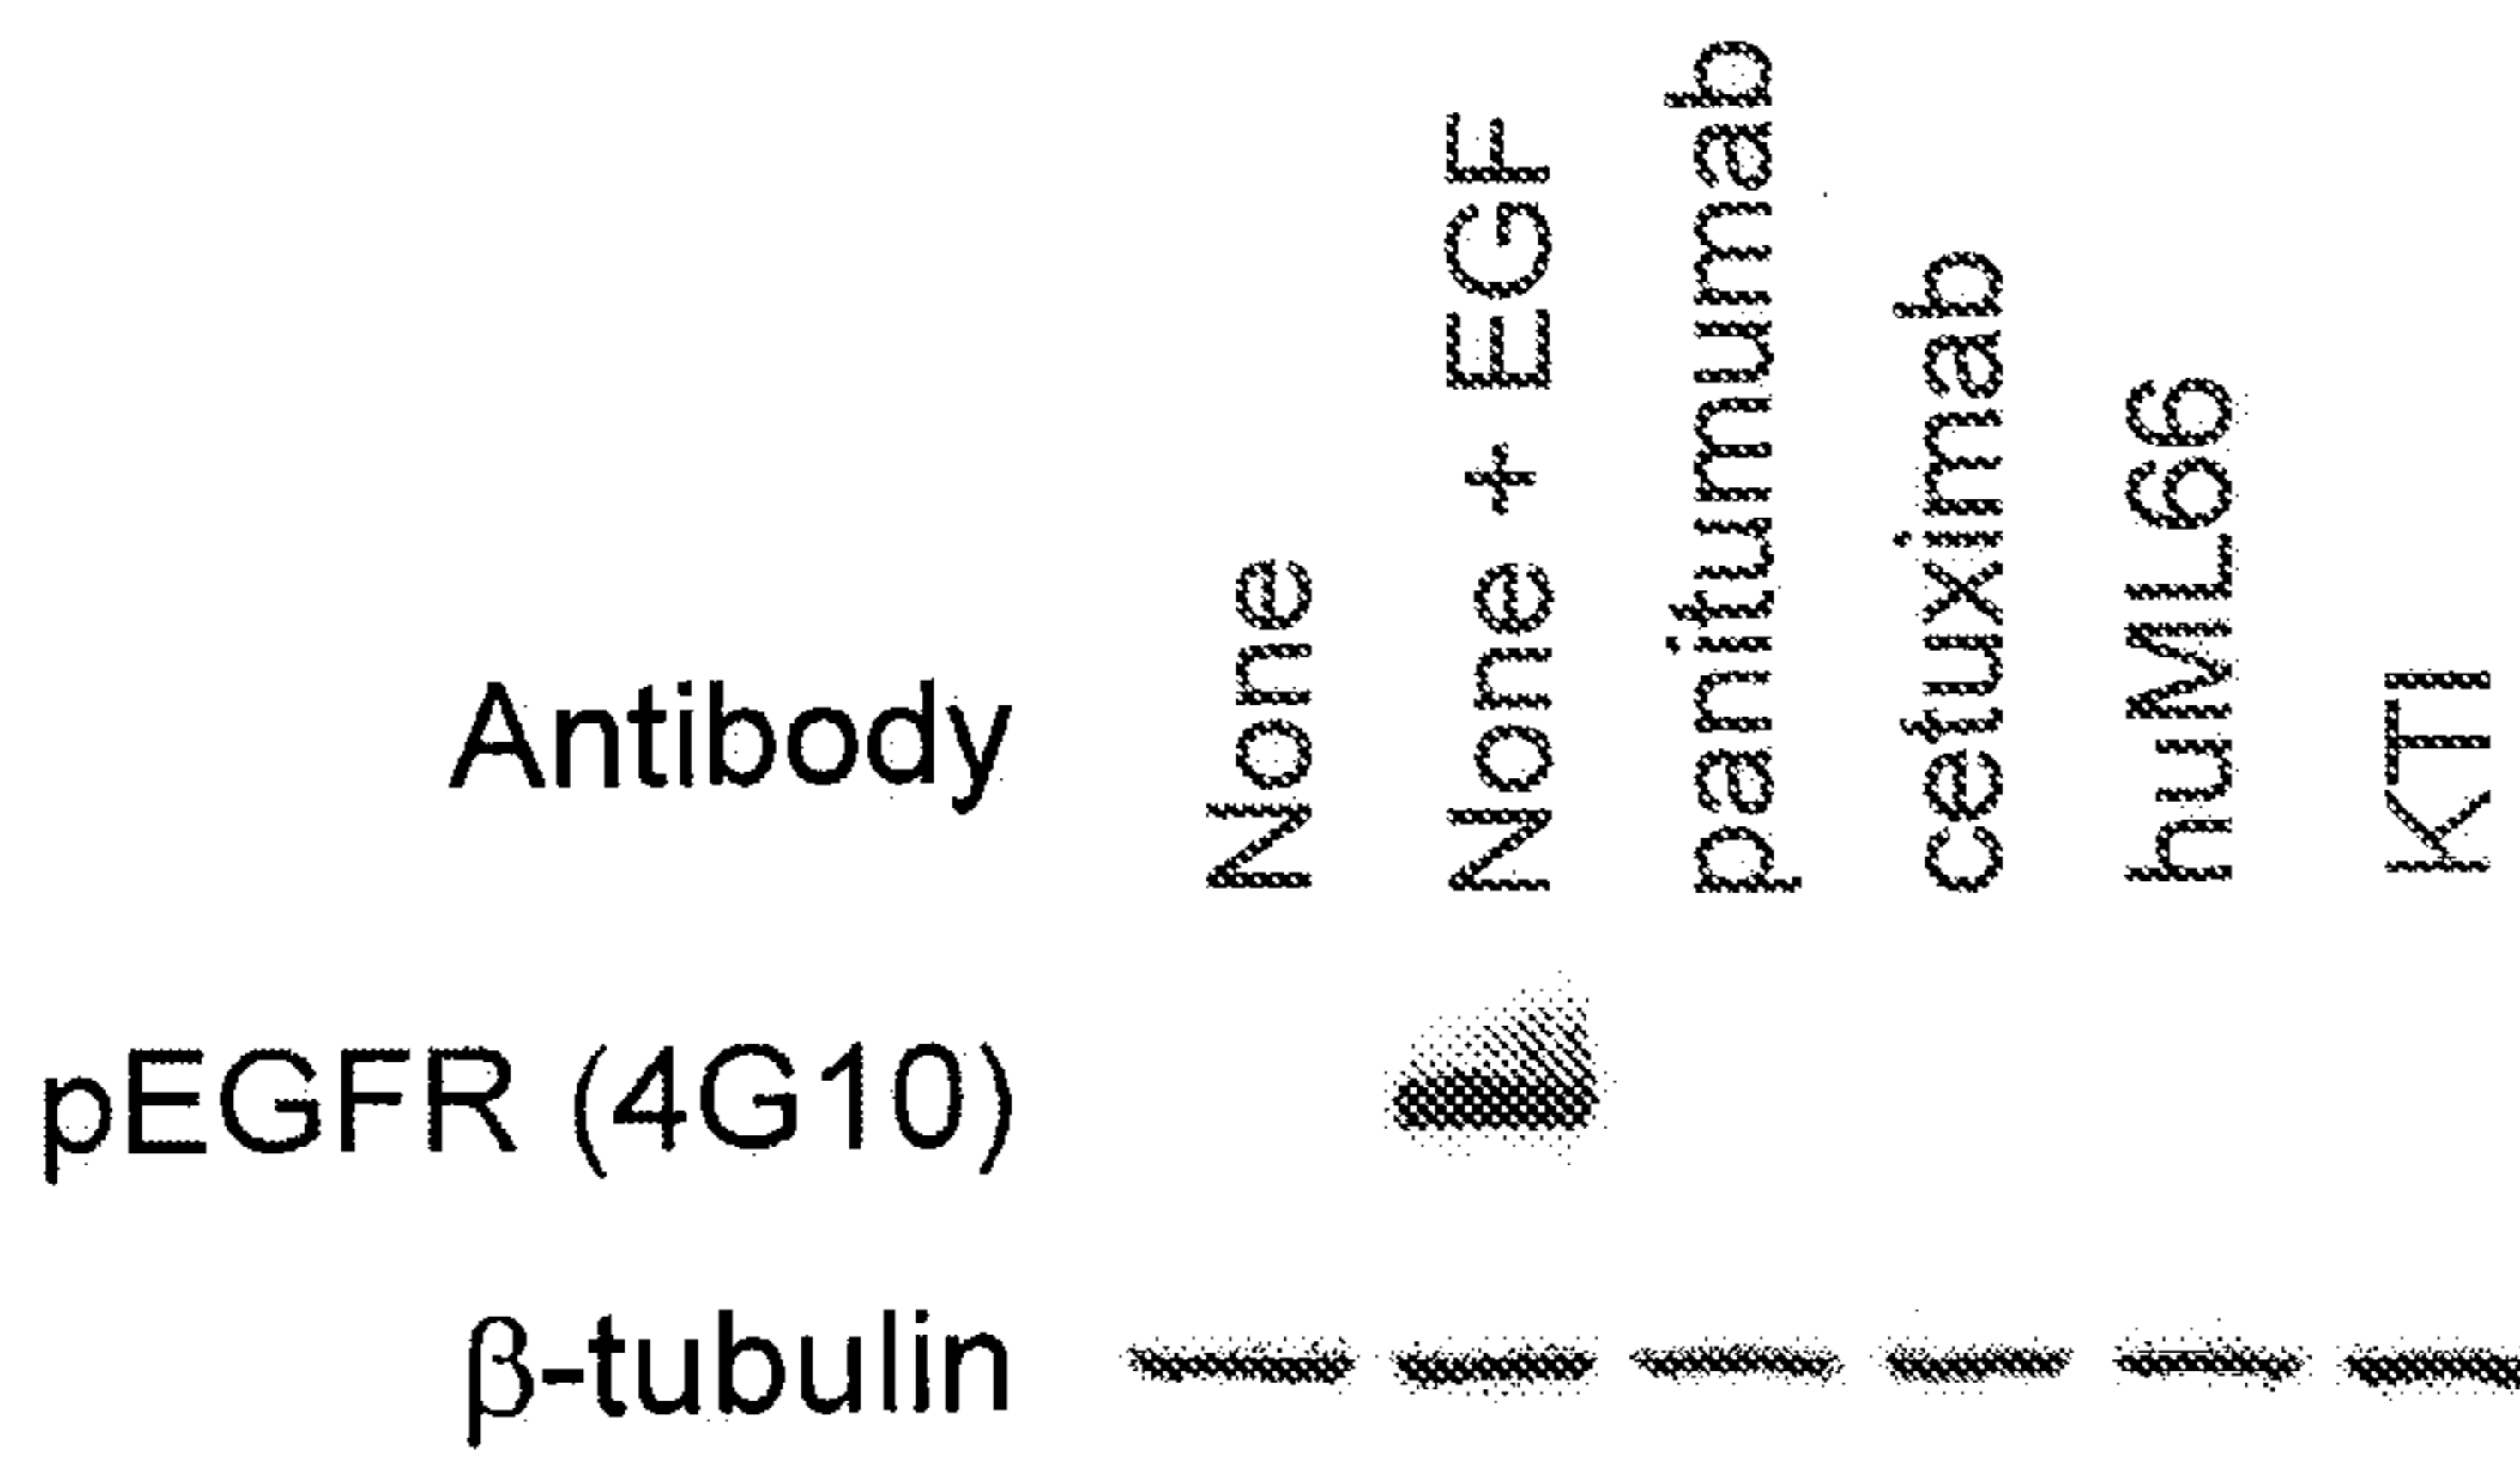 Antibody
None
None + EGF
panitumumab
cetuximab
huML66
KTI
pEGFR (4G10)
β-tubulin